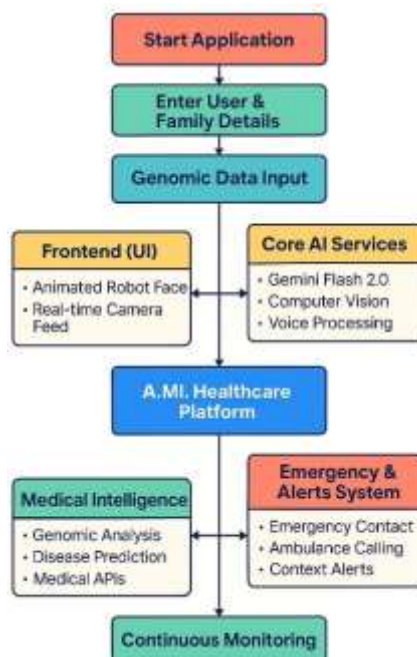 Start Application
Enter User &
Family Details
Genomic Data Input
Frontend (UI)
• Animated Robot Face
• Real-time Camera
Feed
Core AI Services
• Gemini Flash 2.0
• Computer Vision
• Voice Processing
A.MI. Healthcare
Platform
Medical Intelligence
• Genomic Analysis
• Disease Prediction
• Medical APIs
Emergency &
Alerts System
• Emergency Contact
• Ambulance Calling
• Context Alerts
Continuous Monitoring